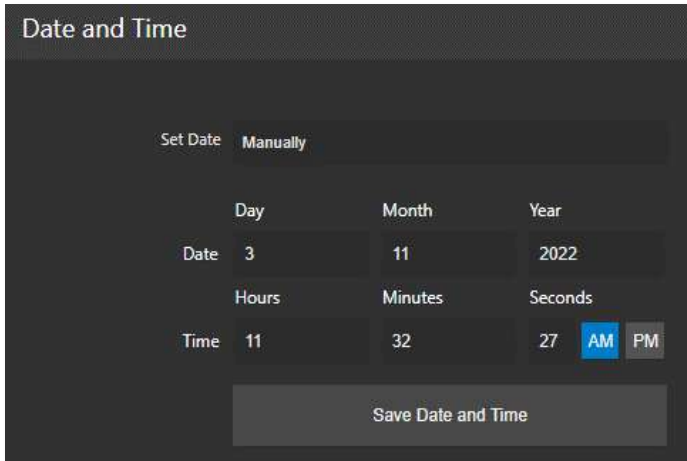 Date and Time
Set Date Manually
Day Month Year
Date 3 11 2022
Hours Minutes Seconds
Time 11 32 27 AM PM
Save Date and Time